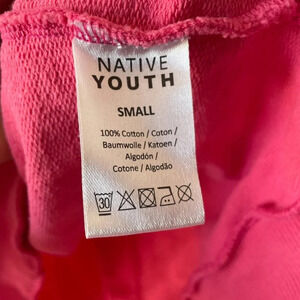 NATIVE
YOUTH
SMALL
100% Cotton / Coton /
Baumwolle / Katoen /
Algodón /
Cotone / Algodão
30